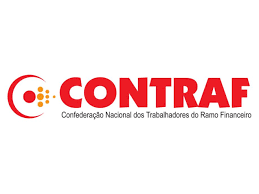 CONTRAF
Confederação Nacional dos Trabalhadores do Ramo Financeiro